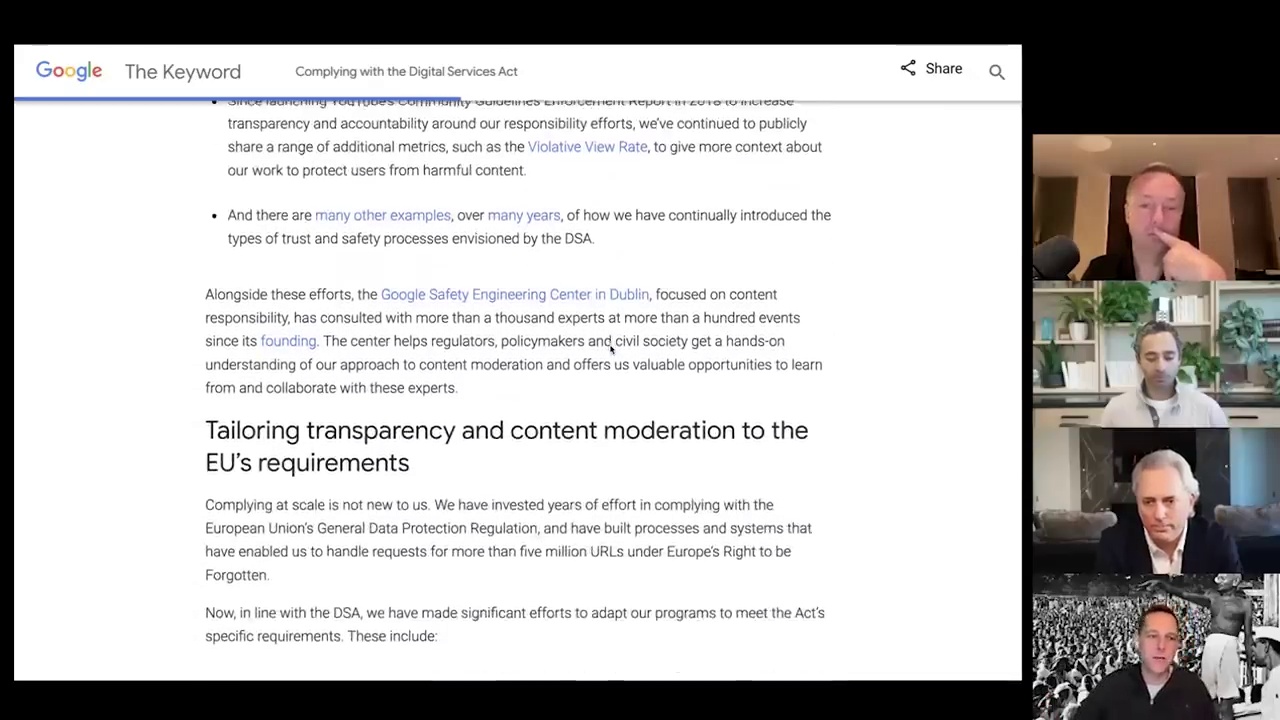 Google The Keyword Complying with the Digital Services Act Share
Since launching YouTube's Community Guidelines Enforcement Report in 2018 to increase
transparency and accountability around our responsibility efforts, we've continued to publicly
share a range of additional metrics, such as the Violative View Rate, to give more context about
our work to protect users from harmful content.
And there are many other examples, over many years, of how we have continually introduced the
types of trust and safety processes envisioned by the DSA.
Alongside these efforts, the Google Safety Engineering Center in Dublin, focused on content
responsibility, has consulted with more than a thousand experts at more than a hundred events
since its founding. The center helps regulators, policymakers and civil society get a hands-on
understanding of our approach to content moderation and offers us valuable opportunities to learn
from and collaborate with these experts.
Tailoring transparency and content moderation to the
EU's requirements
Complying at scale is not new to us. We have invested years of effort in complying with the
European Union's General Data Protection Regulation, and have built processes and systems that
have enabled us to handle requests for more than five million URLs under Europe's Right to be
Forgotten.
Now, in line with the DSA, we have made significant efforts to adapt our programs to meet the Act's
specific requirements. These include: